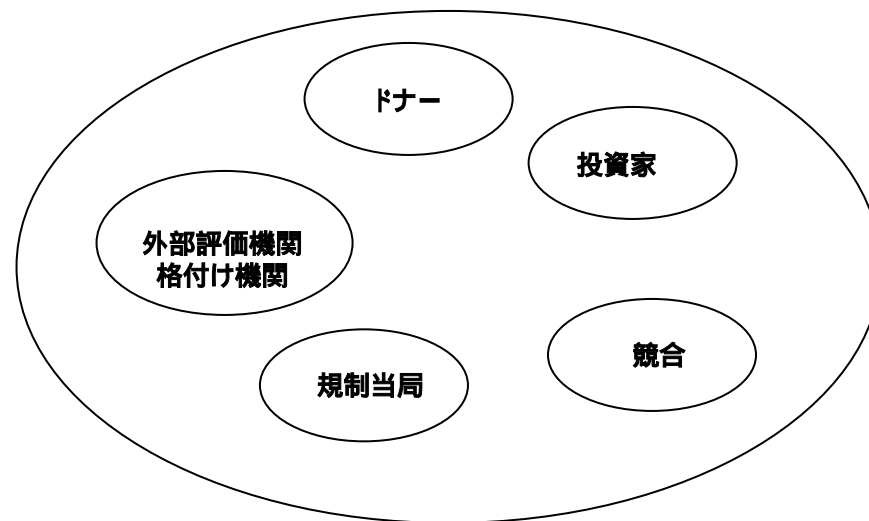 ドナー
投資家
外部評価機関
格付け機関
競合
規制当局